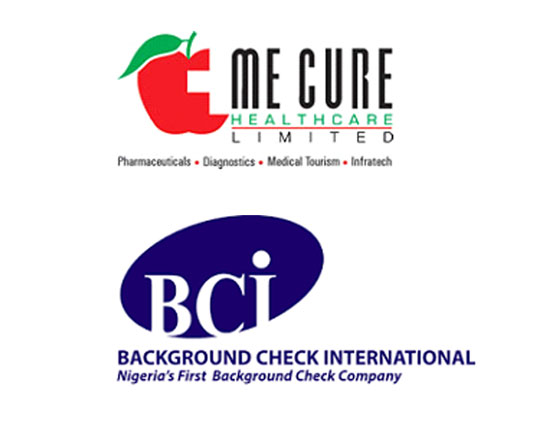 ME CURE
HEALTHCARE
LIMITED
Pharmaceuticals • Diagnostics • Medical Tourism • Infratech
BCi
BACKGROUND CHECK INTERNATIONAL
Nigeria's First Background Check Company